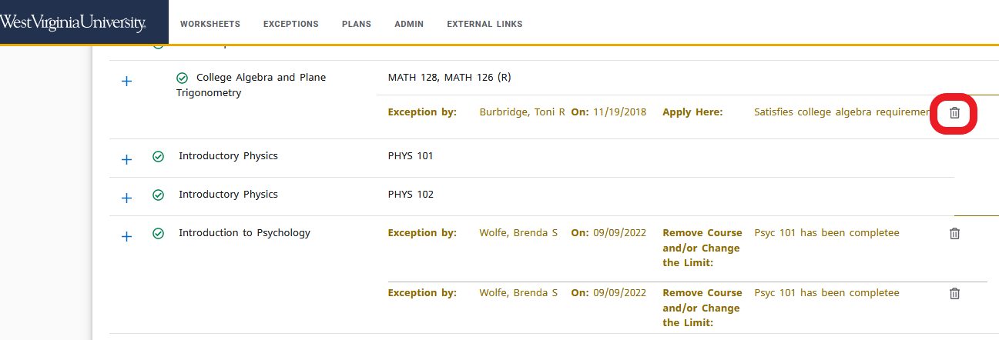 WestVirginiaUniversity. WORKSHEETS EXCEPTIONS PLANS ADMIN EXTERNAL LINKS
College Algebra and Plane MATH 128, MATH 126 (R)
Trigonometry
Exception by: Burbridge, Toni R On: 11/19/2018 Apply Here: Satisfies college algebra
Introductory Physics PHYS 101
Introductory Physics PHYS 102
Introduction to Psychology Exception by: Wolfe, Brenda S On: 09/09/2022 Remove Course Psyc 101 has been completee
and/or Change
the Limit:
Exception by: Wolfe, Brenda S On: 09/09/2022 Remove Course Psyc 101 has been completee
and/or Change
the Limit: